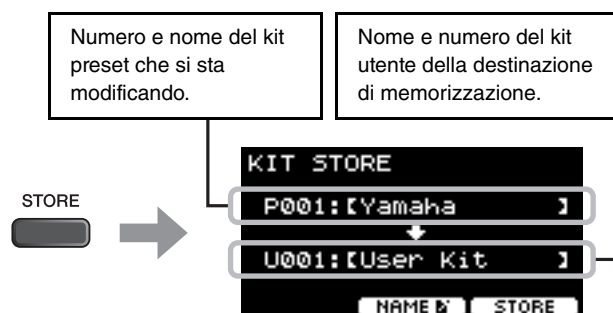 Numero e nome del kit
preset che si sta
modificando.
Nome e numero del kit
utente della destinazione
di memorizzazione.
STORE
KIT STORE
P001:[Yamaha ]
U001:[User Kit ]
NAME STORE